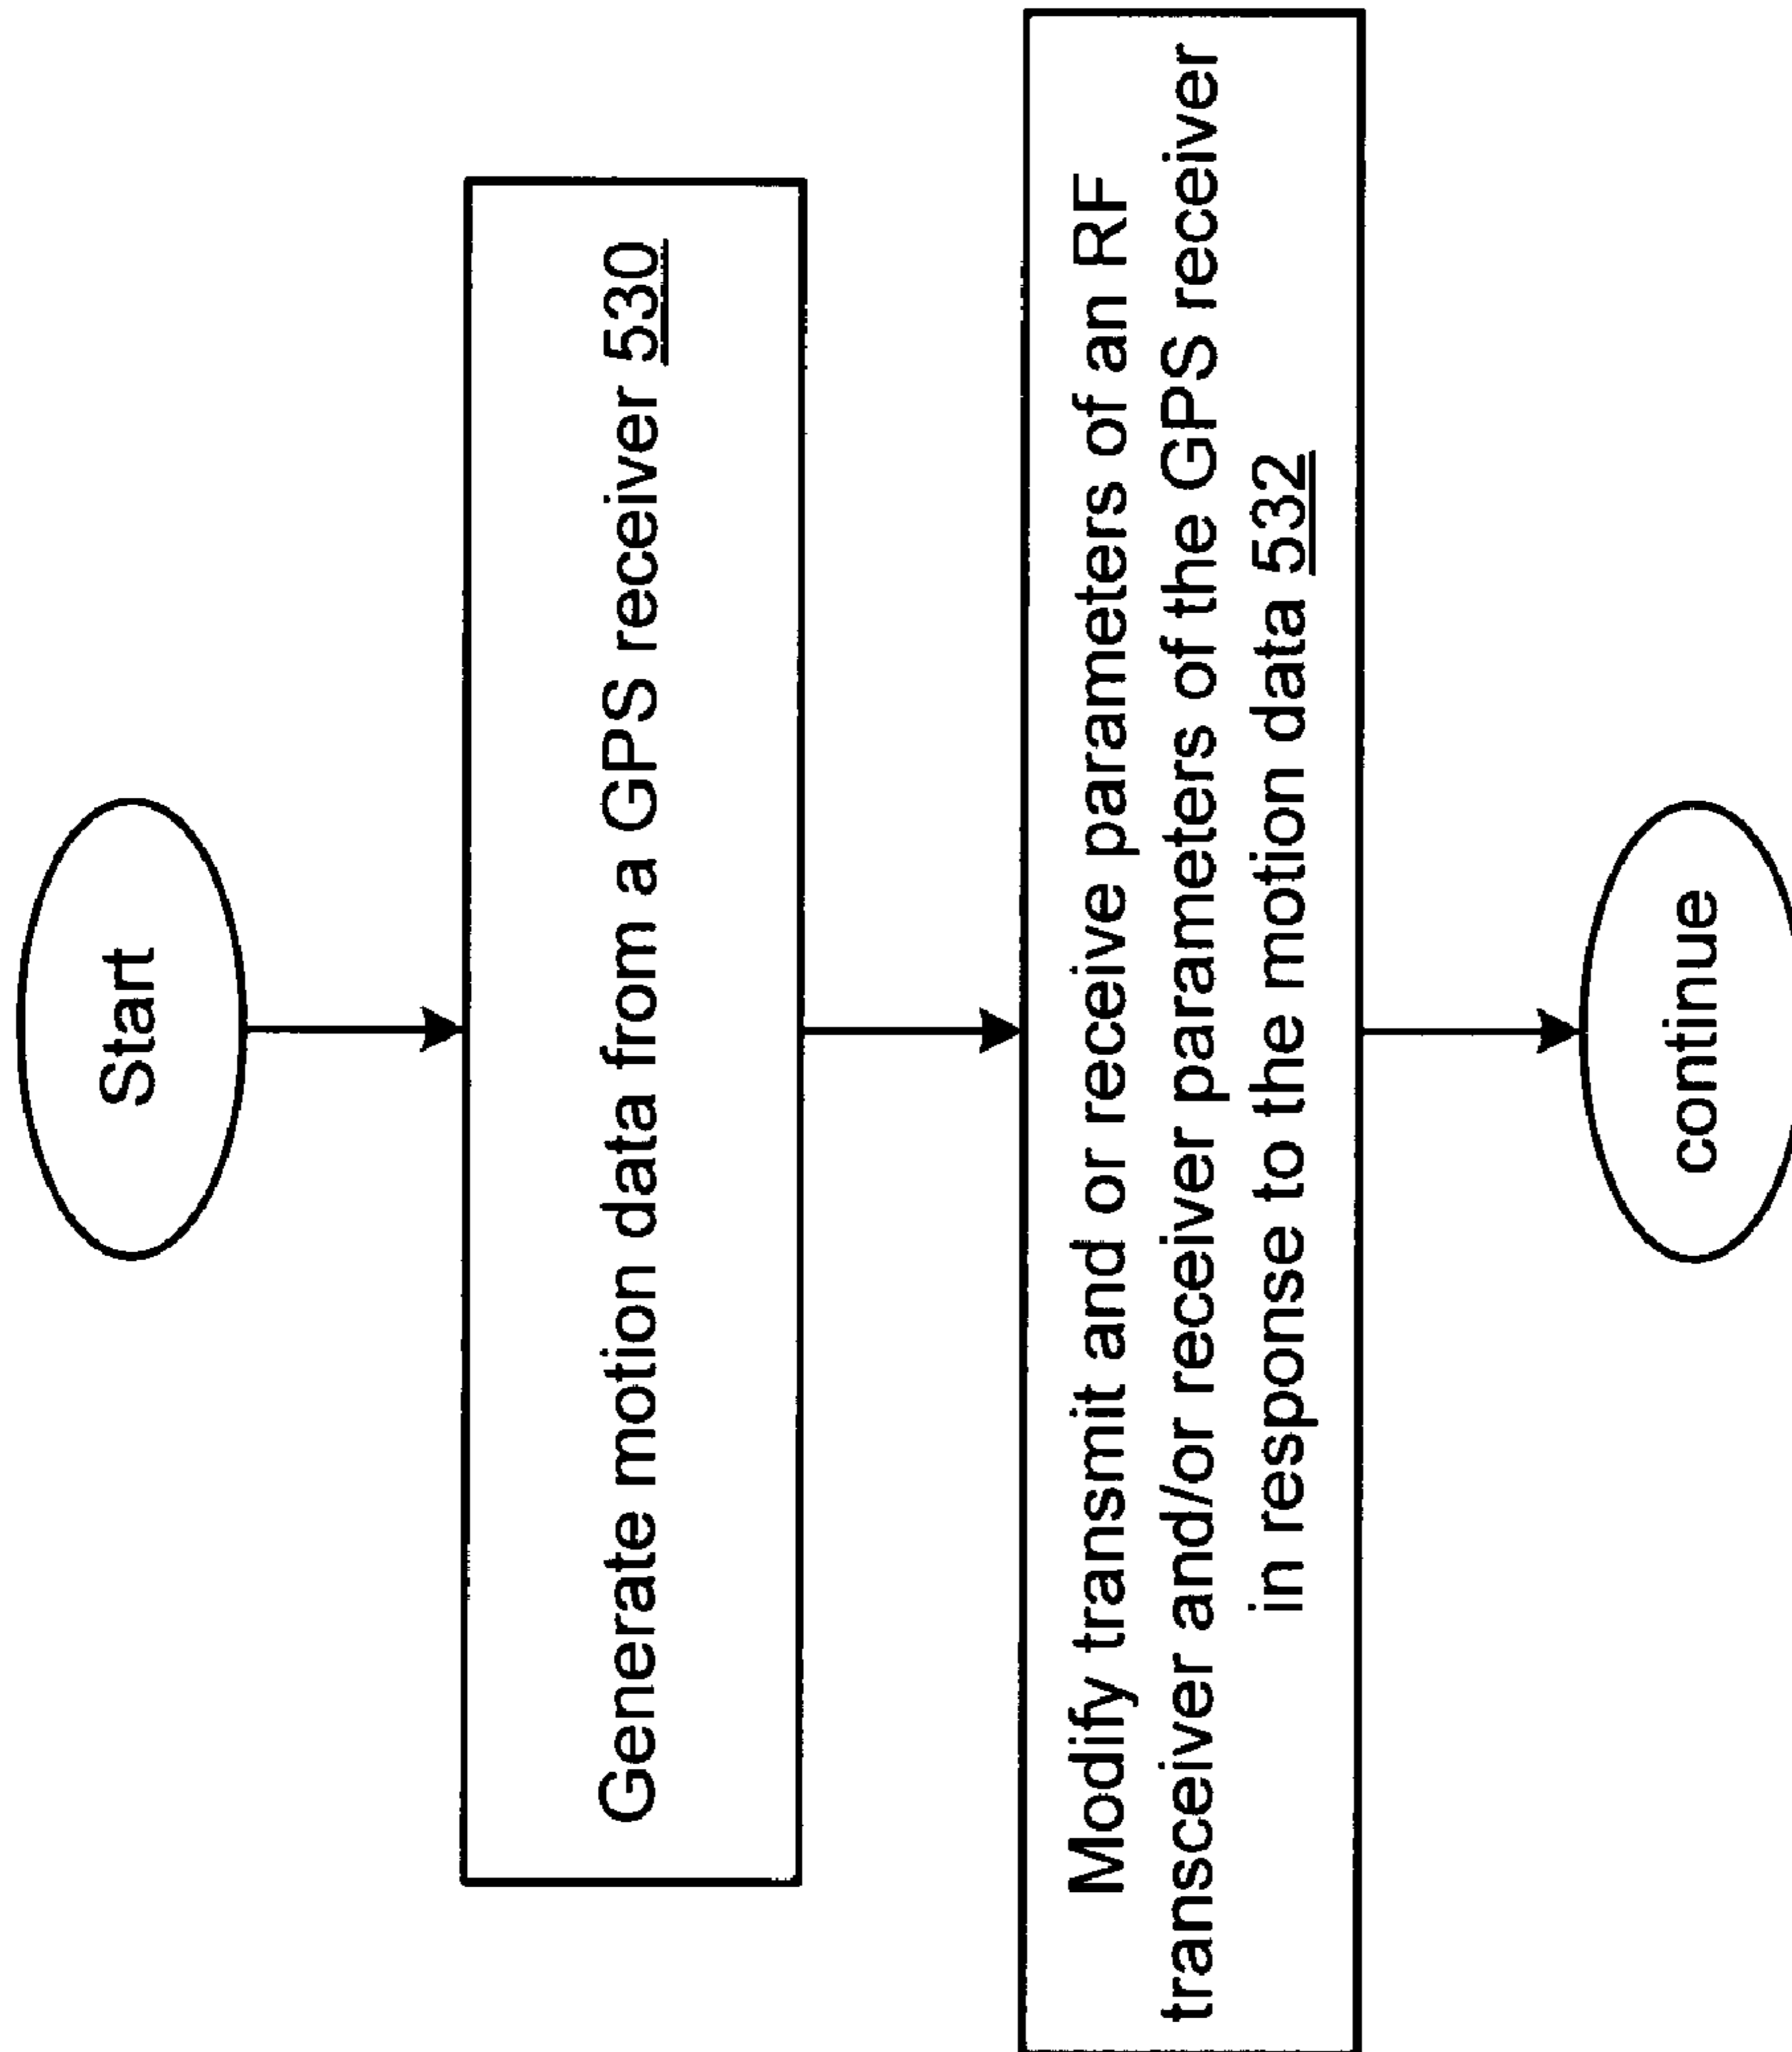 Start
Generate motion data from a GPS receiver 530
Modify transmit and or receive parameters of an RF
transceiver and/or receiver parameters of the GPS receiver
in response to the motion data 532
continue